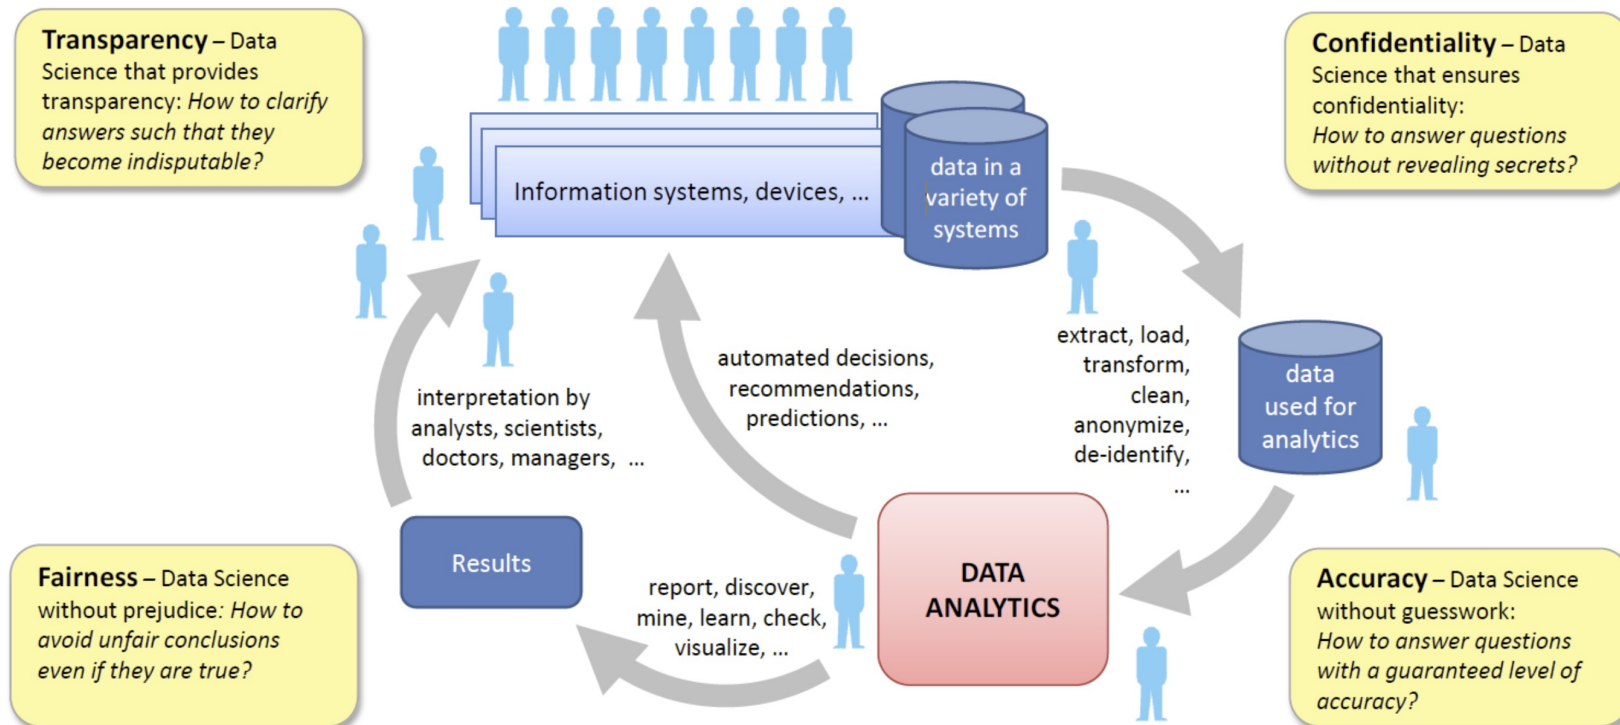 Transparency – Data
Science that provides
transparency: How to clarify
answers such that they
become indisputable?
Confidentiality – Data
Science that ensures
confidentiality:
How to answer questions
without revealing secrets?
Information systems, devices, ...
data in a
variety of
systems
extract, load,
transform,
clean,
anonymize,
de-identify,
...
data
used for
analytics
automated decisions,
recommendations,
predictions, ...
interpretation by
analysts, scientists,
doctors, managers, ...
Results
report, discover,
mine, learn, check,
visualize, ...
DATA
ANALYTICS
Fairness – Data Science
without prejudice: How to
avoid unfair conclusions
even if they are true?
Accuracy – Data Science
without guesswork:
How to answer questions
with a guaranteed level of
accuracy?